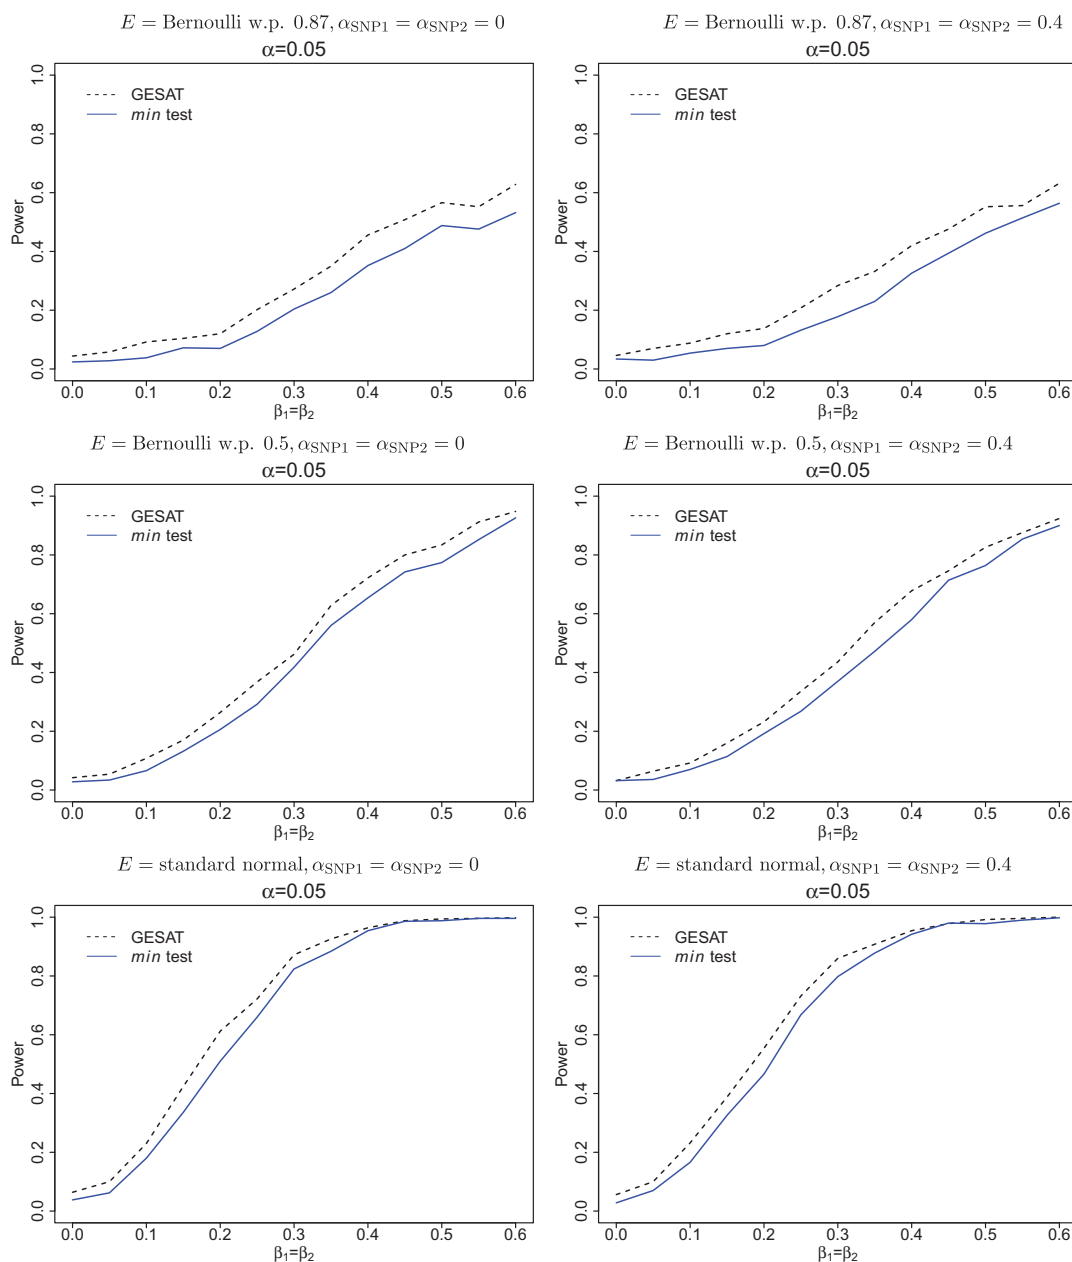 E = Bernoulli w.p. 0.87, α_SNP1 = α_SNP2 = 0
α=0.05
GESAT
min test
Power
0.0 0.2 0.4 0.6 0.8 1.0
0.0 0.1 0.2 0.3 0.4 0.5 0.6
β₁=β₂
E = Bernoulli w.p. 0.87, α_SNP1 = α_SNP2 = 0.4
α=0.05
GESAT
min test
Power
0.0 0.2 0.4 0.6 0.8 1.0
0.0 0.1 0.2 0.3 0.4 0.5 0.6
β₁=β₂
E = Bernoulli w.p. 0.5, α_SNP1 = α_SNP2 = 0
α=0.05
GESAT
min test
Power
0.0 0.2 0.4 0.6 0.8 1.0
0.0 0.1 0.2 0.3 0.4 0.5 0.6
β₁=β₂
E = Bernoulli w.p. 0.5, α_SNP1 = α_SNP2 = 0.4
α=0.05
GESAT
min test
Power
0.0 0.2 0.4 0.6 0.8 1.0
0.0 0.1 0.2 0.3 0.4 0.5 0.6
β₁=β₂
E = standard normal, α_SNP1 = α_SNP2 = 0
α=0.05
GESAT
min test
Power
0.0 0.2 0.4 0.6 0.8 1.0
0.0 0.1 0.2 0.3 0.4 0.5 0.6
β₁=β₂
E = standard normal, α_SNP1 = α_SNP2 = 0.4
α=0.05
GESAT
min test
Power
0.0 0.2 0.4 0.6 0.8 1.0
0.0 0.1 0.2 0.3 0.4 0.5 0.6
β₁=β₂